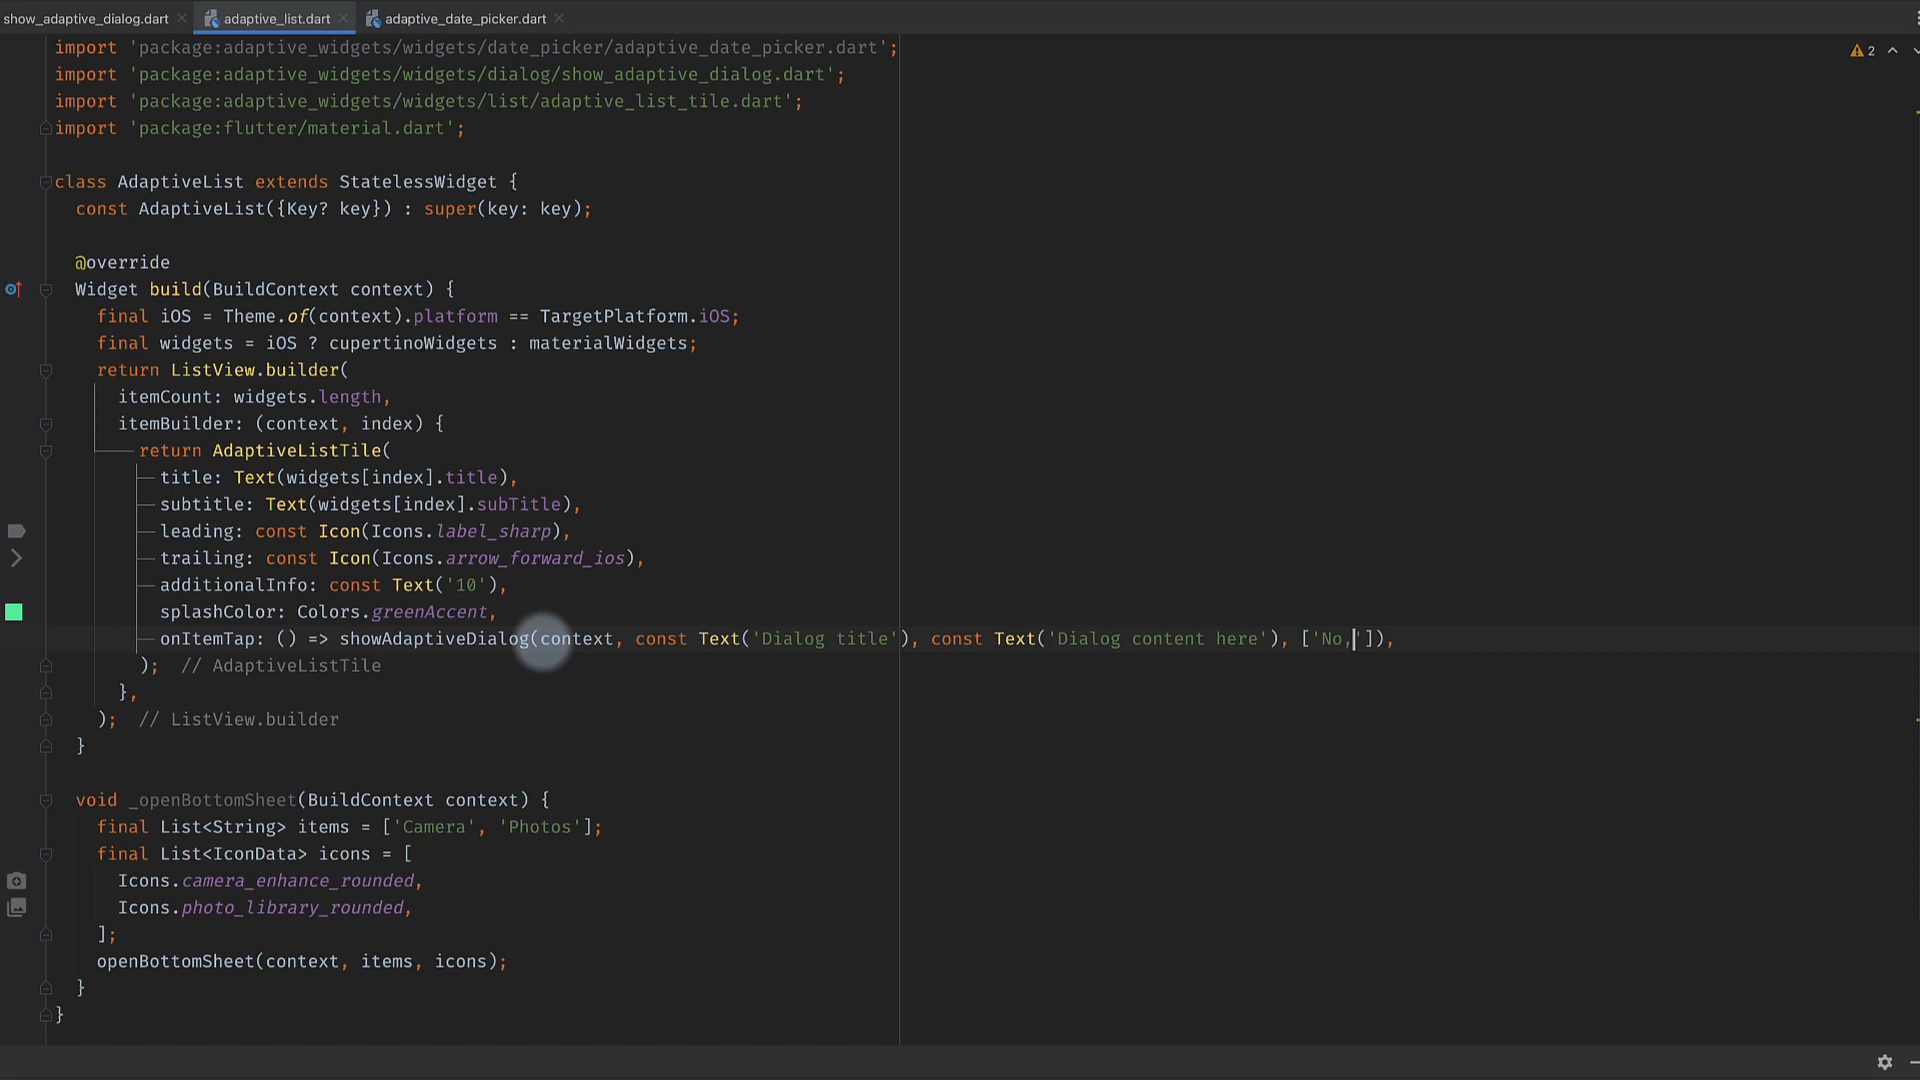 show_adaptive_dialog.dart adaptive_list.dart adaptive_date_picker.dart
import 'package:adaptive_widgets/widgets/date_picker/adaptive_date_picker.dart';
2
import 'package:adaptive_widgets/widgets/dialog/show_adaptive_dialog.dart';
import 'package:adaptive_widgets/widgets/list/adaptive_list_tile.dart';
import 'package:flutter/material.dart';
class AdaptiveList extends StatelessWidget {
const AdaptiveList({Key? key}) : super(key: key);
@override
Widget build(BuildContext context) {
final iOS = Theme.of(context).platform == TargetPlatform.iOS;
final widgets = iOS ? cupertinoWidgets : materialWidgets;
return ListView.builder(
itemCount: widgets.length,
itemBuilder: (context, index) {
return AdaptiveListTile(
title: Text(widgets[index].title),
subtitle: Text(widgets[index].subTitle),
leading: const Icon(Icons.label_sharp),
trailing: const Icon(Icons.arrow_forward_ios),
additionalInfo: const Text('10'),
splashColor: Colors.greenAccent,
onItemTap: () => showAdaptiveDialog(context, const Text('Dialog title'), const Text('Dialog content here'), ['No,']),
); // AdaptiveListTile
},
); // ListView.builder
}
void _openBottomSheet(BuildContext context) {
final List<String> items = ['Camera', 'Photos'];
final List<IconData> icons = [
Icons.camera_enhance_rounded,
Icons.photo_library_rounded,
];
openBottomSheet(context, items, icons);
}
}